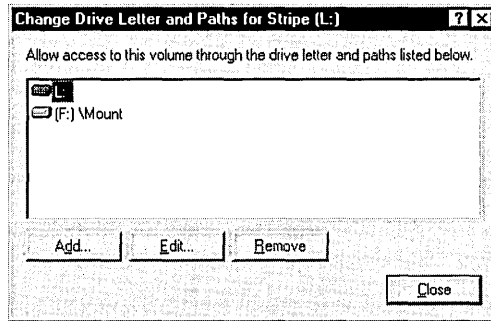 Change Drive Letter and Paths for Stripe (L:)
Allow access to this volume through the drive letter and paths listed below.
L:
(F:) \Mount
Add... Edit... Remove
Close